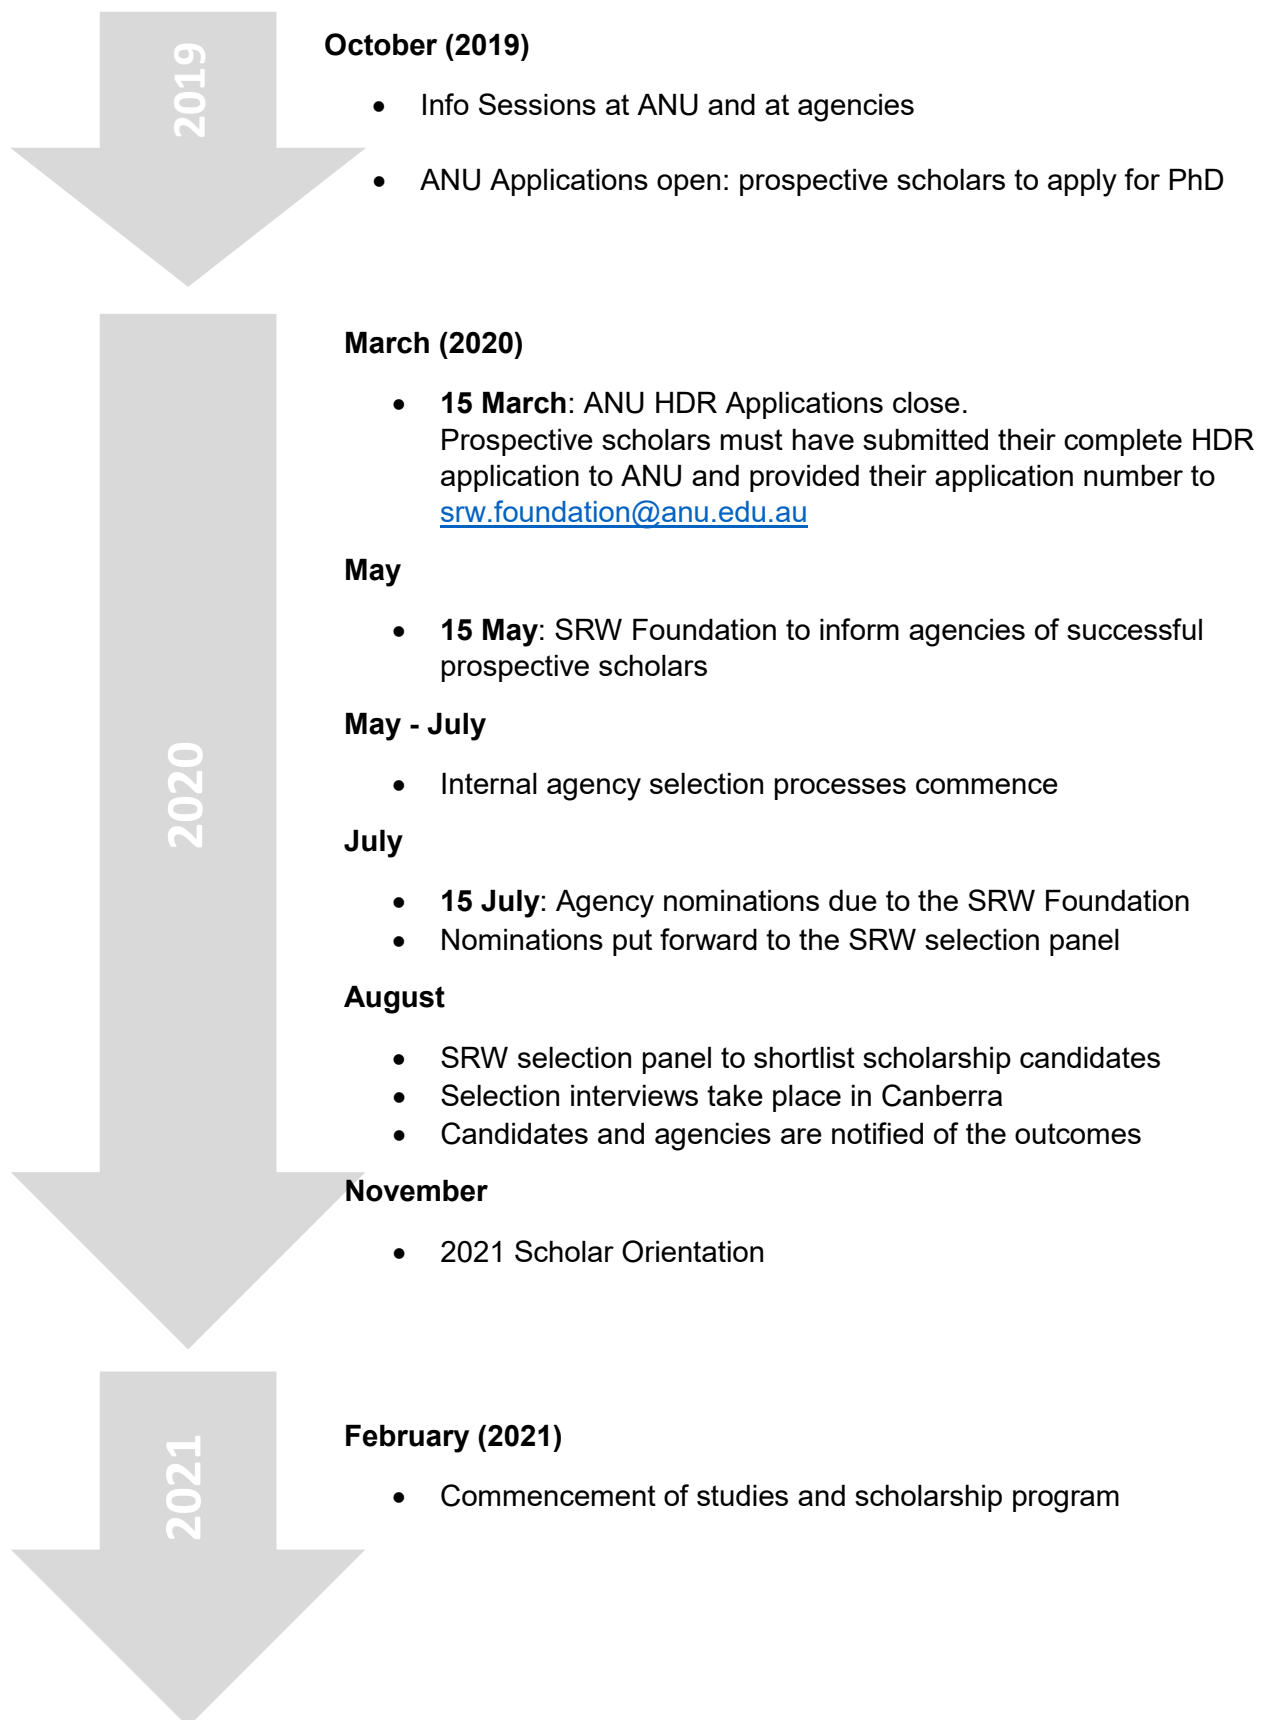 2019
October (2019)
• Info Sessions at ANU and at agencies
• ANU Applications open: prospective scholars to apply for PhD
2020
March (2020)
• 15 March: ANU HDR Applications close.
Prospective scholars must have submitted their complete HDR
application to ANU and provided their application number to
srw.foundation@anu.edu.au
May
• 15 May: SRW Foundation to inform agencies of successful
prospective scholars
May - July
• Internal agency selection processes commence
July
• 15 July: Agency nominations due to the SRW Foundation
• Nominations put forward to the SRW selection panel
August
• SRW selection panel to shortlist scholarship candidates
• Selection interviews take place in Canberra
• Candidates and agencies are notified of the outcomes
November
• 2021 Scholar Orientation
2021
February (2021)
• Commencement of studies and scholarship program